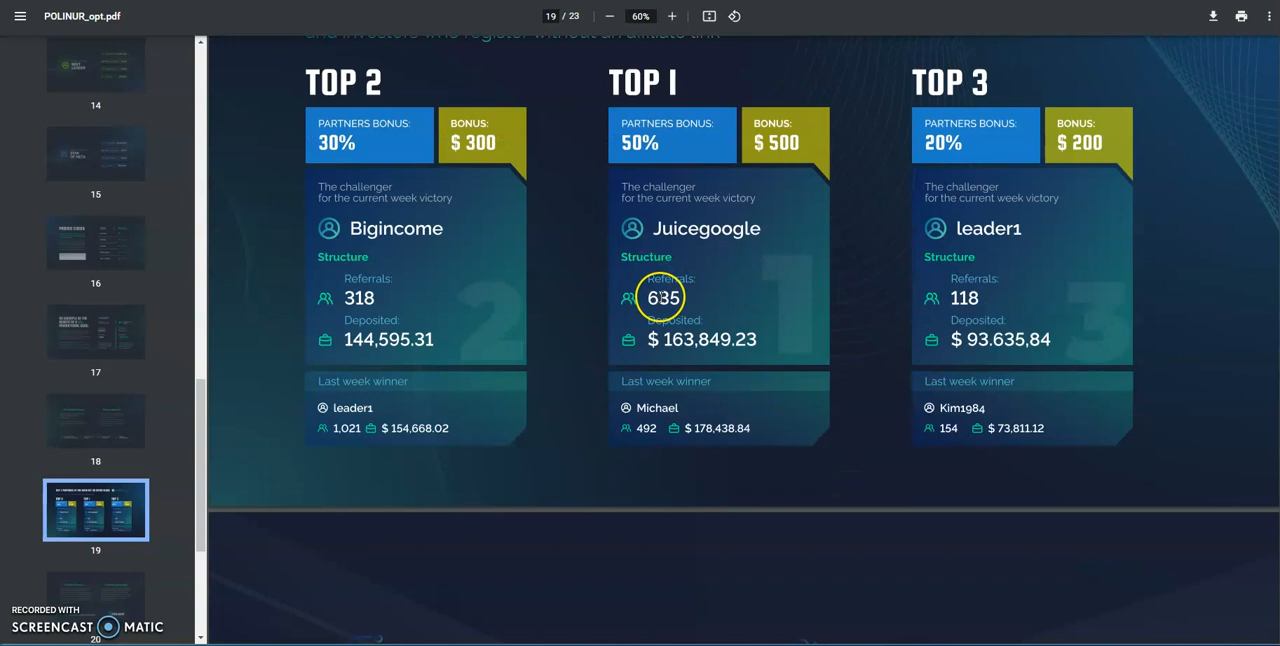 POLINUR_opt.pdf
19 / 23
60%
TOP 2
PARTNERS BONUS:
30%
BONUS:
$ 300
The challenger
for the current week victory
Bigincome
Structure
Referrals:
318
Deposited:
144,595.31
2
Last week winner
leader1
1,021 $ 154,668.02
TOP 1
PARTNERS BONUS:
50%
BONUS:
$ 500
The challenger
for the current week victory
Juicegoogle
Structure
Referrals:
635
Deposited:
$ 163,849.23
1
Last week winner
Michael
492 $ 178,438.84
TOP 3
PARTNERS BONUS:
20%
BONUS:
$ 200
The challenger
for the current week victory
leader1
Structure
Referrals:
118
Deposited:
$ 93.635,84
3
Last week winner
Kim1984
154 $ 73,811.12
14
15
16
17
18
19
20
RECORDED WITH
SCREENCAST MATIC